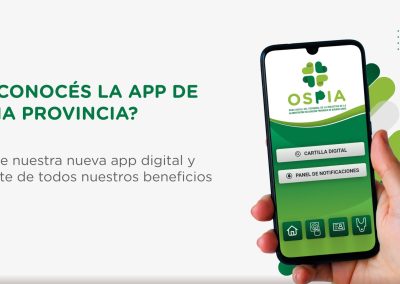 CONOCÉS LA APP DE
IA PROVINCIA?
e nuestra nueva app digital y
te de todos nuestros beneficios
OSPIA
CARTILLA DIGITAL
PANEL DE NOTIFICACIONES